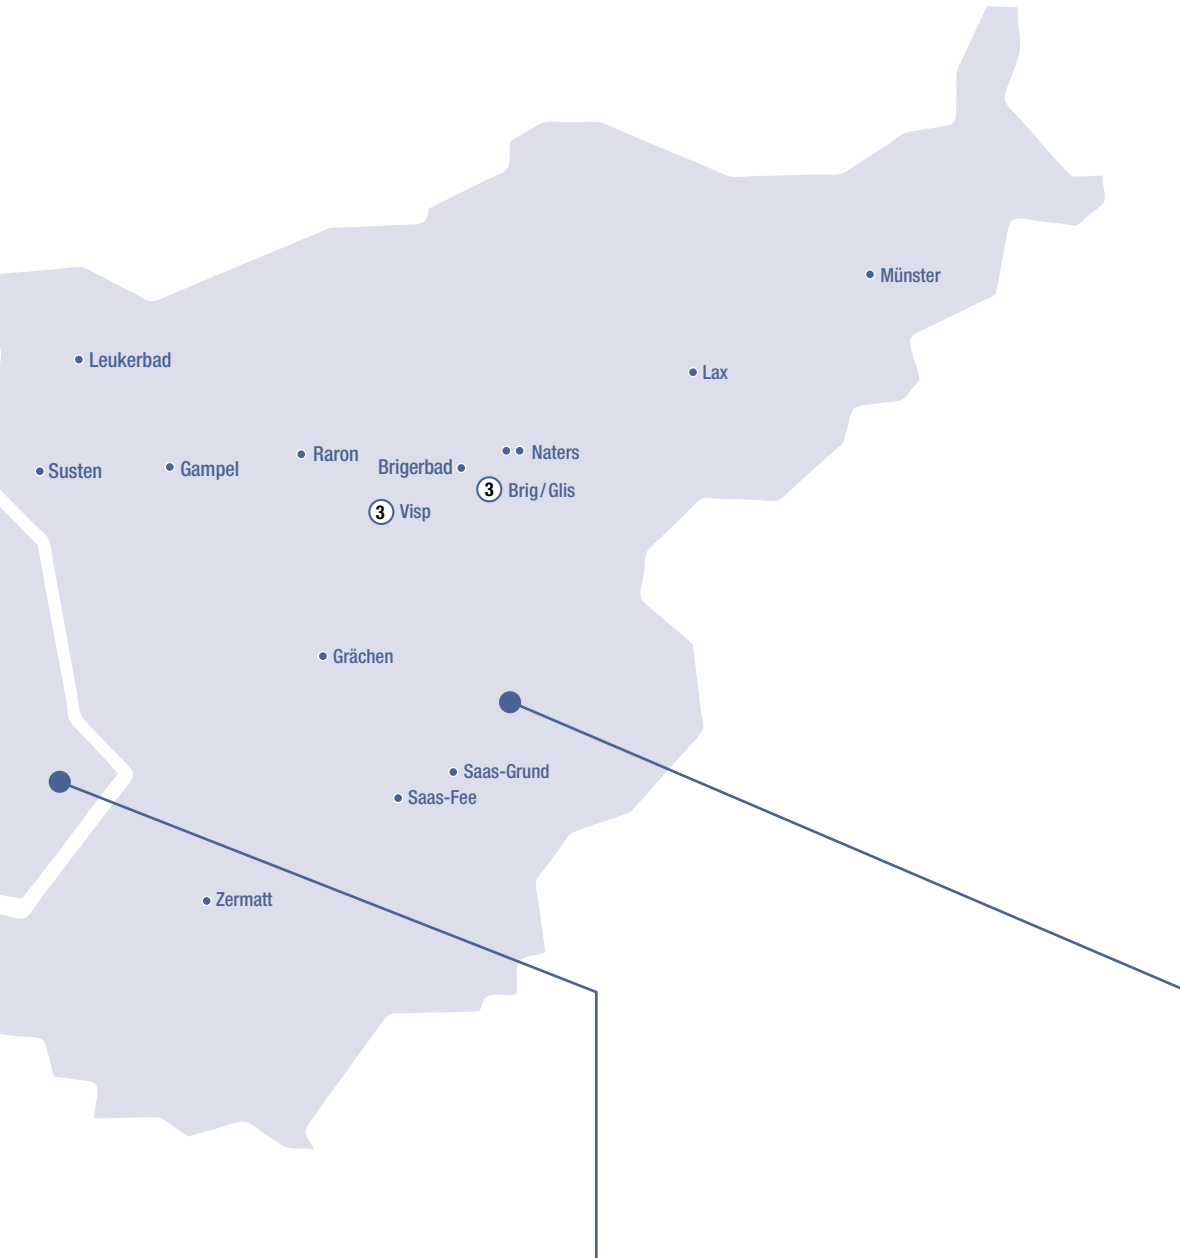 Münster
Leukerbad
Lax
Naters
Raron
Brigerbad
Susten
Gampel
3 Brig/Glis
3 Visp
Grächen
Saas-Grund
Saas-Fee
Zermatt